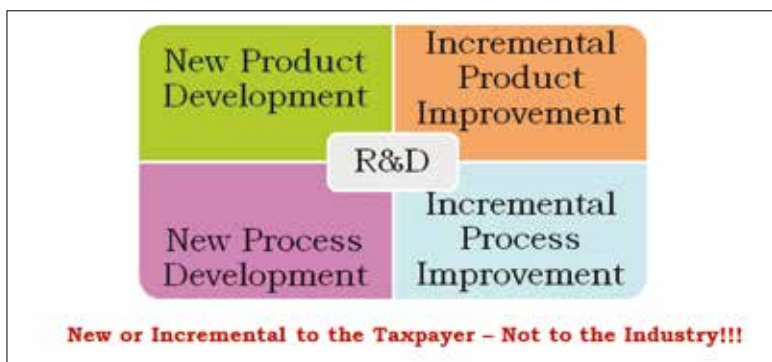 New Product
Development
Incremental
Product
Improvement
R&D
New Process
Development
Incremental
Process
Improvement
New or Incremental to the Taxpayer – Not to the Industry!!!